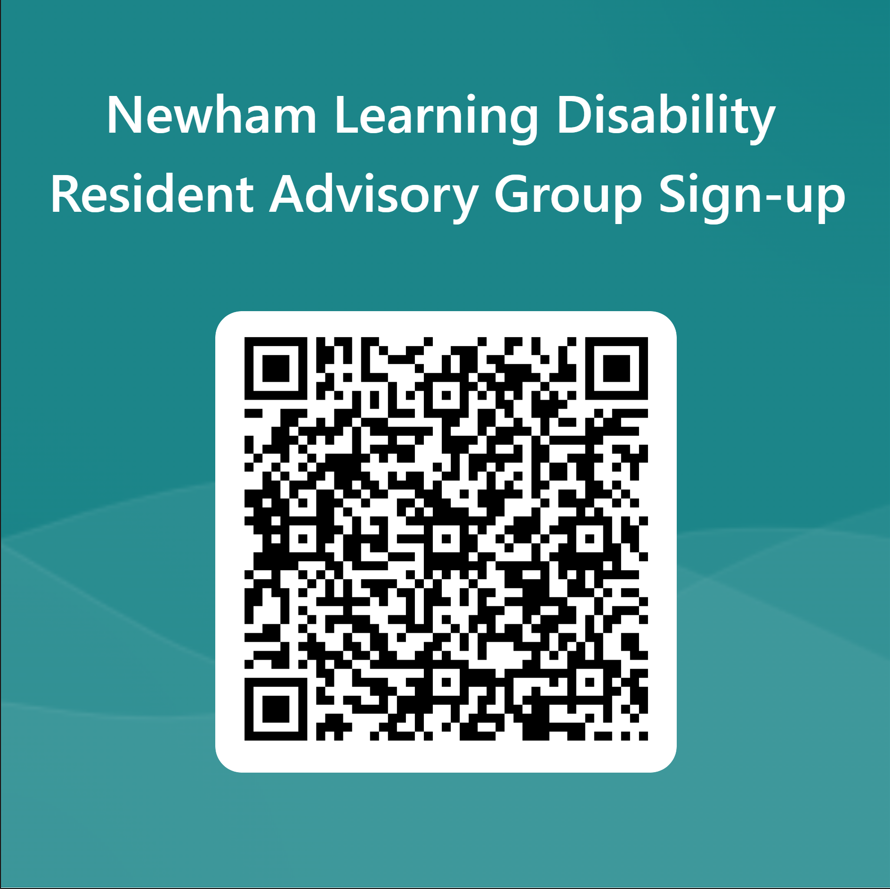 Newham Learning Disability
Resident Advisory Group Sign-up